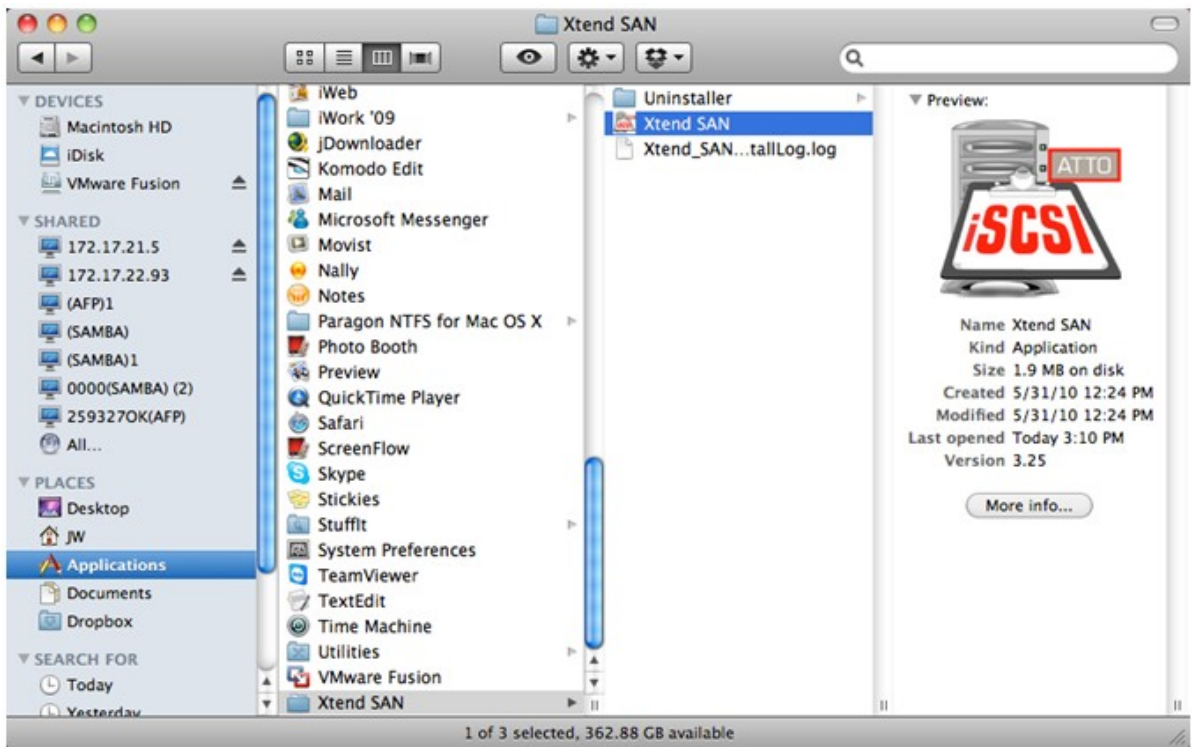 Xtend SAN
DEVICES
Macintosh HD
iDisk
VMware Fusion
SHARED
172.17.21.5
172.17.22.93
(AFP)1
(SAMBA)
(SAMBA)1
0000(SAMBA) (2)
259327OK(AFP)
All...
PLACES
Desktop
JW
Applications
Documents
Dropbox
SEARCH FOR
Today
Yesterday
iWeb
iWork '09
jDownloader
Komodo Edit
Mail
Microsoft Messenger
Movist
Nally
Notes
Paragon NTFS for Mac OS X
Photo Booth
Preview
QuickTime Player
Safari
ScreenFlow
Skype
Stickies
StuffIt
System Preferences
TeamViewer
TextEdit
Time Machine
Utilities
VMware Fusion
Xtend SAN
Uninstaller
Xtend SAN
Xtend_SAN...tallLog.log
Preview:
ATTO
iSCSI
Name Xtend SAN
Kind Application
Size 1.9 MB on disk
Created 5/31/10 12:24 PM
Modified 5/31/10 12:24 PM
Last opened Today 3:10 PM
Version 3.25
More info...
1 of 3 selected, 362.88 GB available